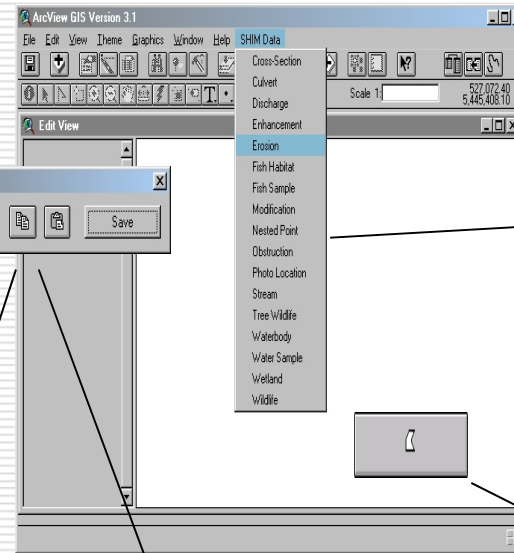 ArcView GIS Version 3.1
File Edit View Theme Graphics Window Help SHIM Data
Scale 1:
527,072.40
5,445,408.10
Edit View
Save
Cross-Section
Culvert
Discharge
Enhancement
Erosion
Fish Habitat
Fish Sample
Modification
Nested Point
Obstruction
Photo Location
Stream
Tree Wildlife
Waterbody
Water Sample
Wetland
Wildlife